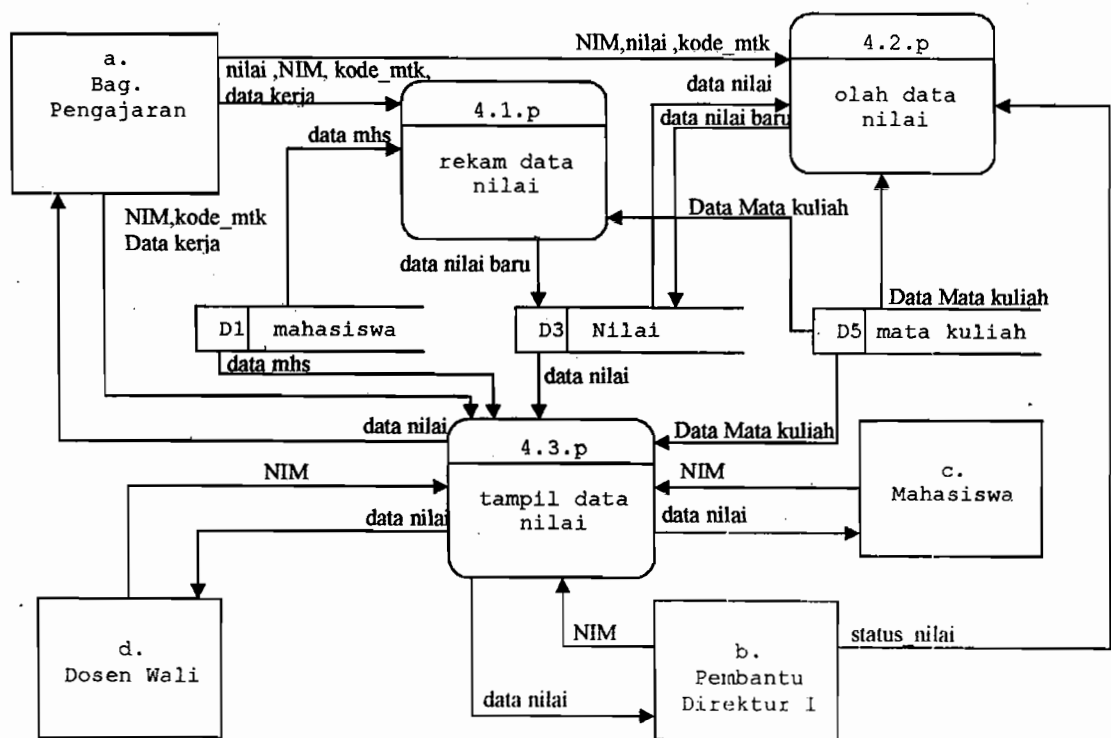 a.
Bag.
Pengajaran
NIM,nilai ,kode_mtk
4.2.p
olah data
nilai
nilai ,NIM, kode_mtk,
data kerja
4.1.p
rekam data
nilai
data nilai
data nilai baru
data mhs
NIM,kode_mtk
Data kerja
Data Mata kuliah
data nilai baru
Data Mata kuliah
D1 mahasiswa
D3 Nilai
D5 mata kuliah
data mhs
data nilai
data nilai
Data Mata kuliah
4.3.p
tampil data
nilai
NIM
NIM
c.
Mahasiswa
data nilai
data nilai
d.
Dosen Wali
NIM
status_nilai
b.
Pembantu
Direktur I
data nilai